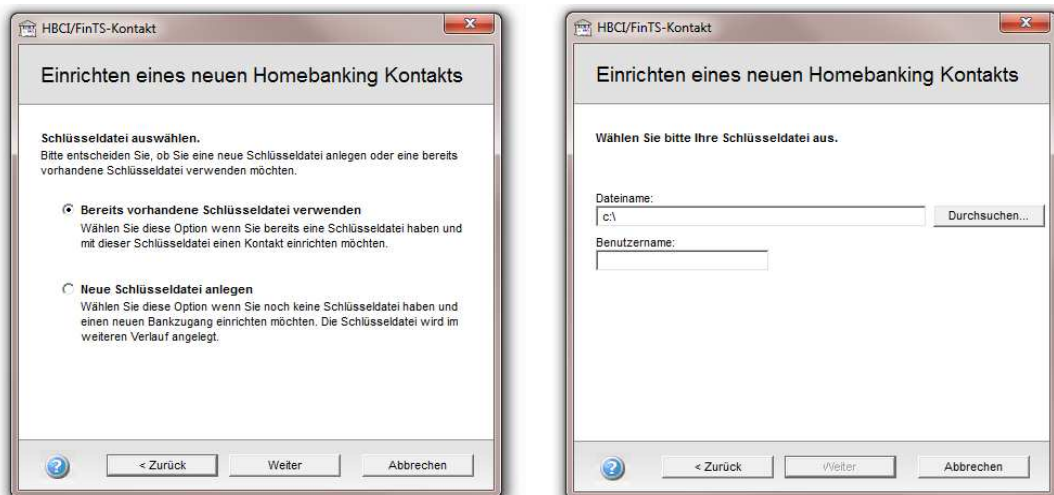 HBCI/FinTS-Kontakt
Einrichten eines neuen Homebanking Kontakts
Schlüsseldatei auswählen.
Bitte entscheiden Sie, ob Sie eine neue Schlüsseldatei anlegen oder eine bereits
vorhandene Schlüsseldatei verwenden möchten.
Bereits vorhandene Schlüsseldatei verwenden
Wählen Sie diese Option wenn Sie bereits eine Schlüsseldatei haben und
mit dieser Schlüsseldatei einen Kontakt einrichten möchten.
Neue Schlüsseldatei anlegen
Wählen Sie diese Option wenn Sie noch keine Schlüsseldatei haben und
einen neuen Bankzugang einrichten möchten. Die Schlüsseldatei wird im
weiteren Verlauf angelegt.
< Zurück Weiter Abbrechen
HBCI/FinTS-Kontakt
Einrichten eines neuen Homebanking Kontakts
Wählen Sie bitte Ihre Schlüsseldatei aus.
Dateiname:
c:\ Durchsuchen...
Benutzername:
< Zurück Weiter Abbrechen